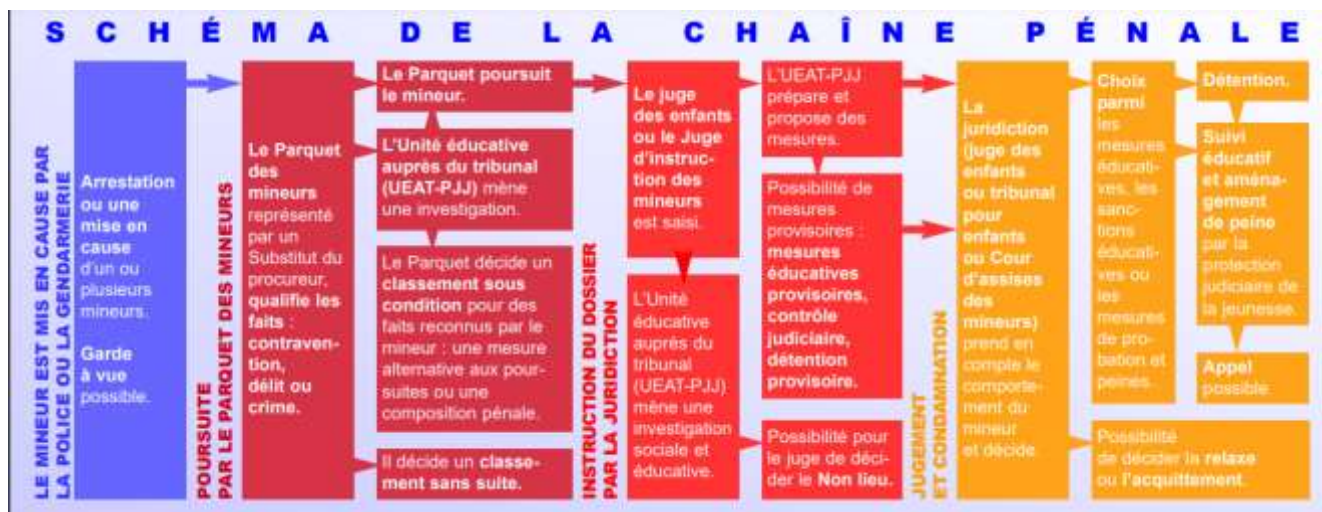 SCHÉMA DE LA CHAÎNE PÉNALE
LE MINEUR EST MIS EN CAUSE PAR
LA POLICE OU LA GENDARMERIE
Arrestation
ou une
mise en
cause
d'un ou
plusieurs
mineurs.
Garde
à vue
possible.
POURSUITE
PAR LE PARQUET DES MINEURS
Le Parquet
des
mineurs
représenté
par un
Substitut du
procureur,
qualifie les
faits :
contraven-
tion,
délit ou
crime.
Le Parquet poursuit
le mineur.
L'Unité éducative
auprès du tribunal
(UEAT-PJJ) mène
une investigation.
Le Parquet décide un
classement sous
condition pour des
faits reconnus par le
mineur : une mesure
alternative aux pour-
suites ou une
composition pénale.
Il décide un classe-
ment sans suite.
INSTRUCTION DU DOSSIER
PAR LA JURIDICTION
Le juge
des enfants
ou le Juge
d'instruc-
tion des
mineurs
est saisi.
L'Unité
éducative
auprès du
tribunal
(UEAT-PJJ)
mène une
investigation
sociale et
éducative.
L'UEAT-PJJ
prépare et
propose des
mesures.
Possibilité de
mesures
provisoires :
mesures
éducatives
provisoires,
contrôle
judiciaire,
détention
provisoire.
Possibilité pour
le juge de déci-
der le Non lieu.
JUGEMENT
ET CONDAMNATION
La
juridiction
(juge des
enfants
ou tribunal
pour
enfants
ou Cour
d'assises
des
mineurs)
prend en
compte le
comporte-
ment du
mineur
et décide.
Choix
parmi
les
mesures
éducati-
ves, les
sanc-
tions
éducati-
ves ou
les
mesures
de pro-
bation et
peines.
Détention.
Suivi
éducatif
et aména-
gement
de peine
par la
protection
judiciaire de
la jeunesse.
Appel
possible
Possibilité
de décider la relaxe
ou l'acquittement.